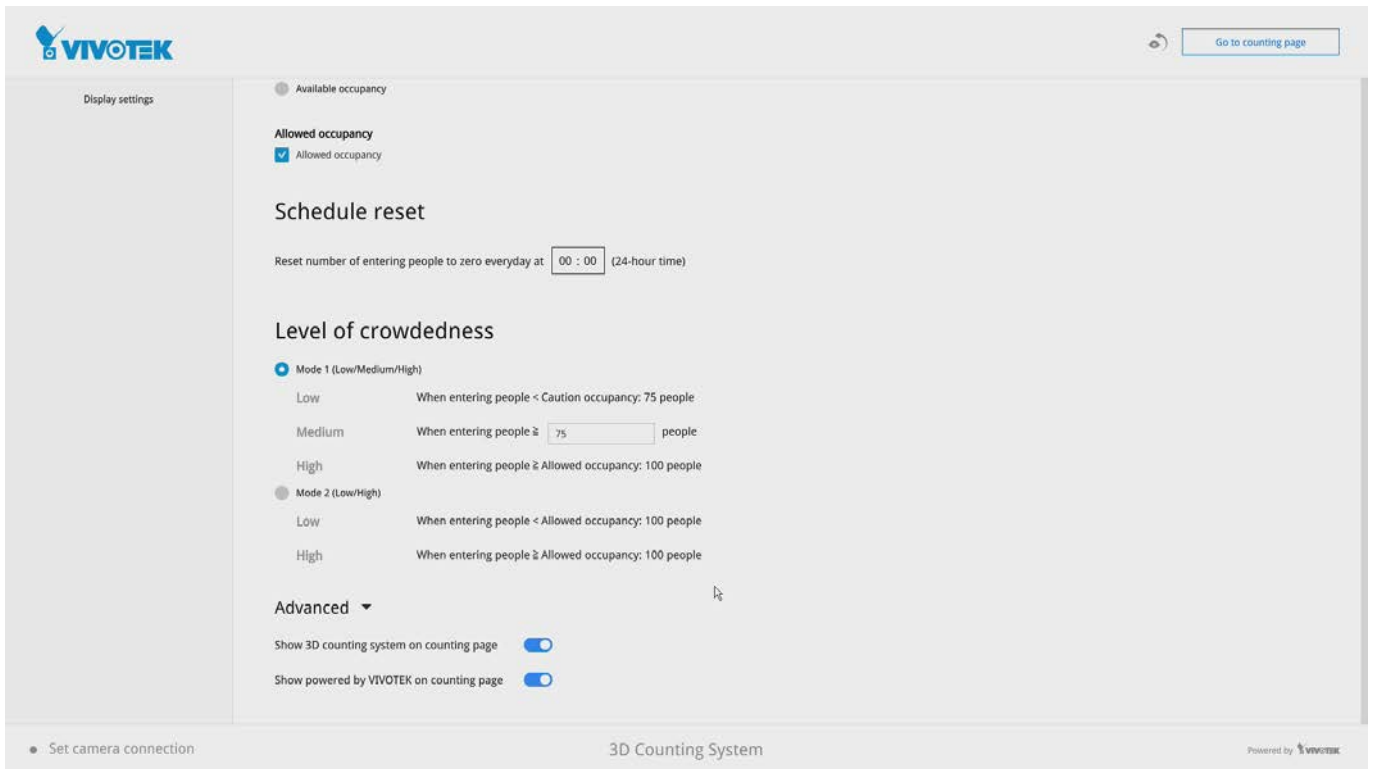 VIVOTEK
Go to counting page
Display settings
Available occupancy
Allowed occupancy
Allowed occupancy
Schedule reset
Reset number of entering people to zero everyday at 00 : 00 (24-hour time)
Level of crowdedness
Mode 1 (Low/Medium/High)
Low When entering people < Caution occupancy: 75 people
Medium When entering people ≧ 75 people
High When entering people ≧ Allowed occupancy: 100 people
Mode 2 (Low/High)
Low When entering people < Allowed occupancy: 100 people
High When entering people ≧ Allowed occupancy: 100 people
Advanced
Show 3D counting system on counting page
Show powered by VIVOTEK on counting page
Set camera connection
3D Counting System
Powered by VIVOTEK